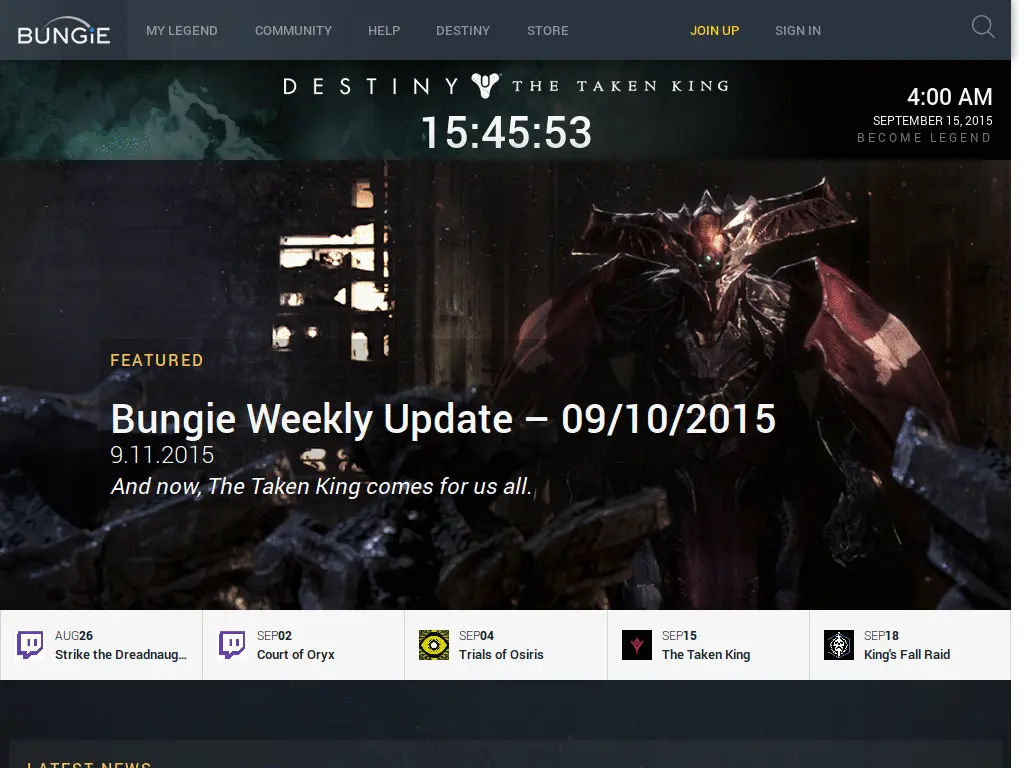 BUNGiE
MY LEGEND
COMMUNITY
HELP
DESTINY
STORE
JOIN UP
SIGN IN
DESTINY THE TAKEN KING
15:45:53
4:00 AM
SEPTEMBER 15, 2015
BECOME LEGEND
FEATURED
Bungie Weekly Update – 09/10/2015
9.11.2015
And now, The Taken King comes for us all.
AUG26
Strike the Dreadnaug...
SEP02
Court of Oryx
SEP04
Trials of Osiris
SEP15
The Taken King
SEP18
King's Fall Raid
LATEST NEWS